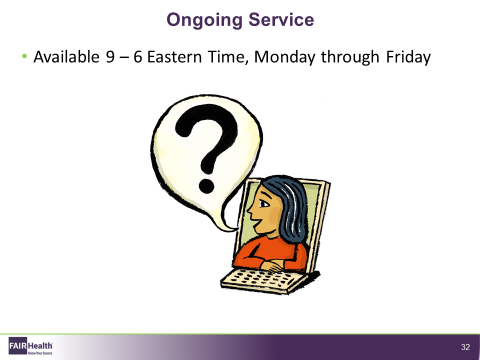 Ongoing Service
• Available 9 – 6 Eastern Time, Monday through Friday
?
FAIR Health
Know Your Source
32